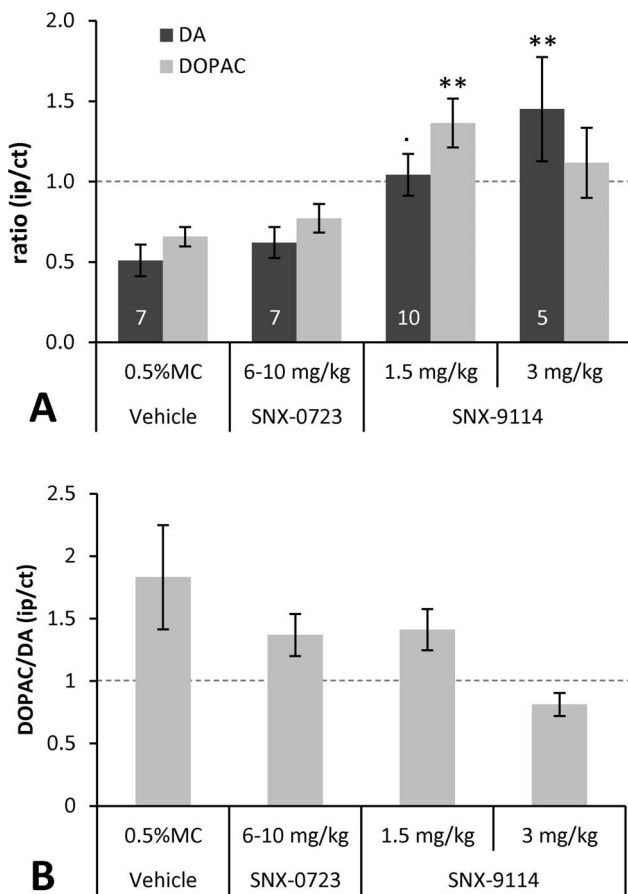 2.0
DA
DOPAC
**
**
1.5
.
ratio (ip/ct)
1.0
0.5
7
7
10
5
0.0
0.5%MC
6-10 mg/kg
1.5 mg/kg
3 mg/kg
A
Vehicle
SNX-0723
SNX-9114
2.5
2
DOPAC/DA (ip/ct)
1.5
1
0.5
0
0.5%MC
6-10 mg/kg
1.5 mg/kg
3 mg/kg
B
Vehicle
SNX-0723
SNX-9114